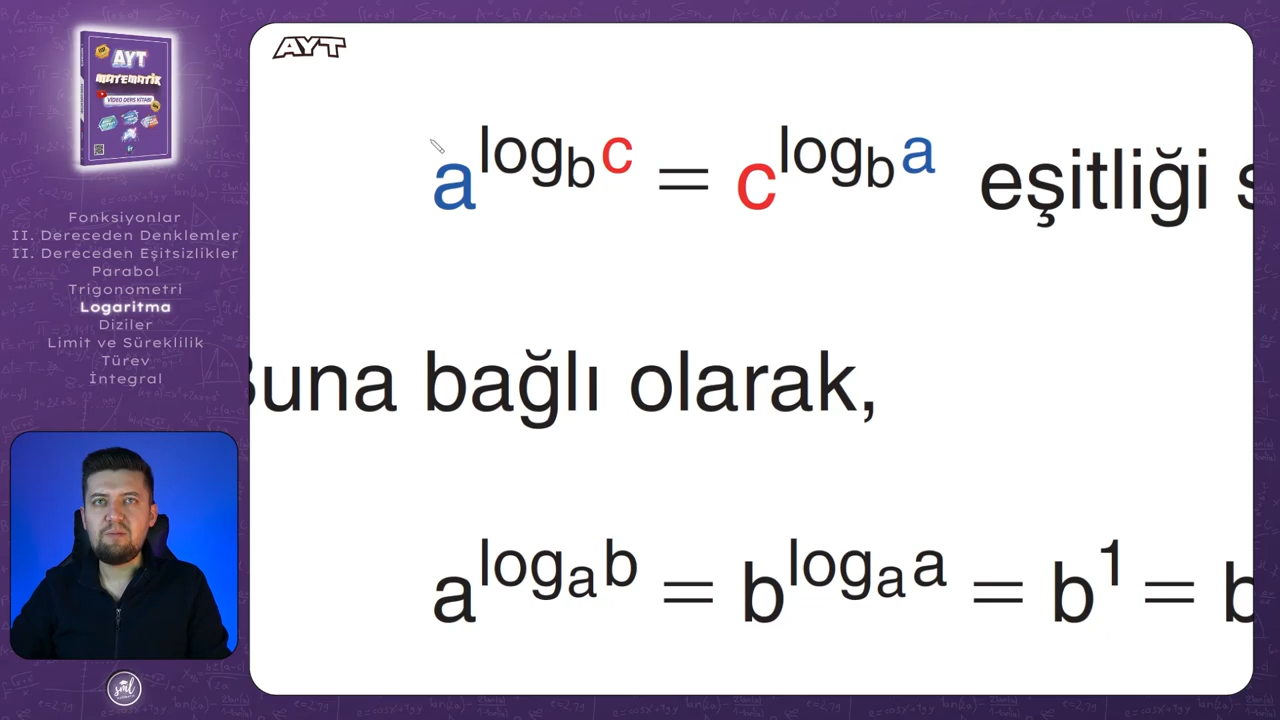 AYT
MATEMATİK
VİDEO DERS KİTABI
Fonksiyonlar
II. Dereceden Denklemler
II. Dereceden Eşitsizlikler
Parabol
Trigonometri
Logaritma
Diziler
Limit ve Süreklilik
Türev
İntegral
sml
AYT
a^{log_b c} = c^{log_b a} eşitliği
una bağlı olarak,
a^{log_a b} = b^{log_a a} = b^1 = b